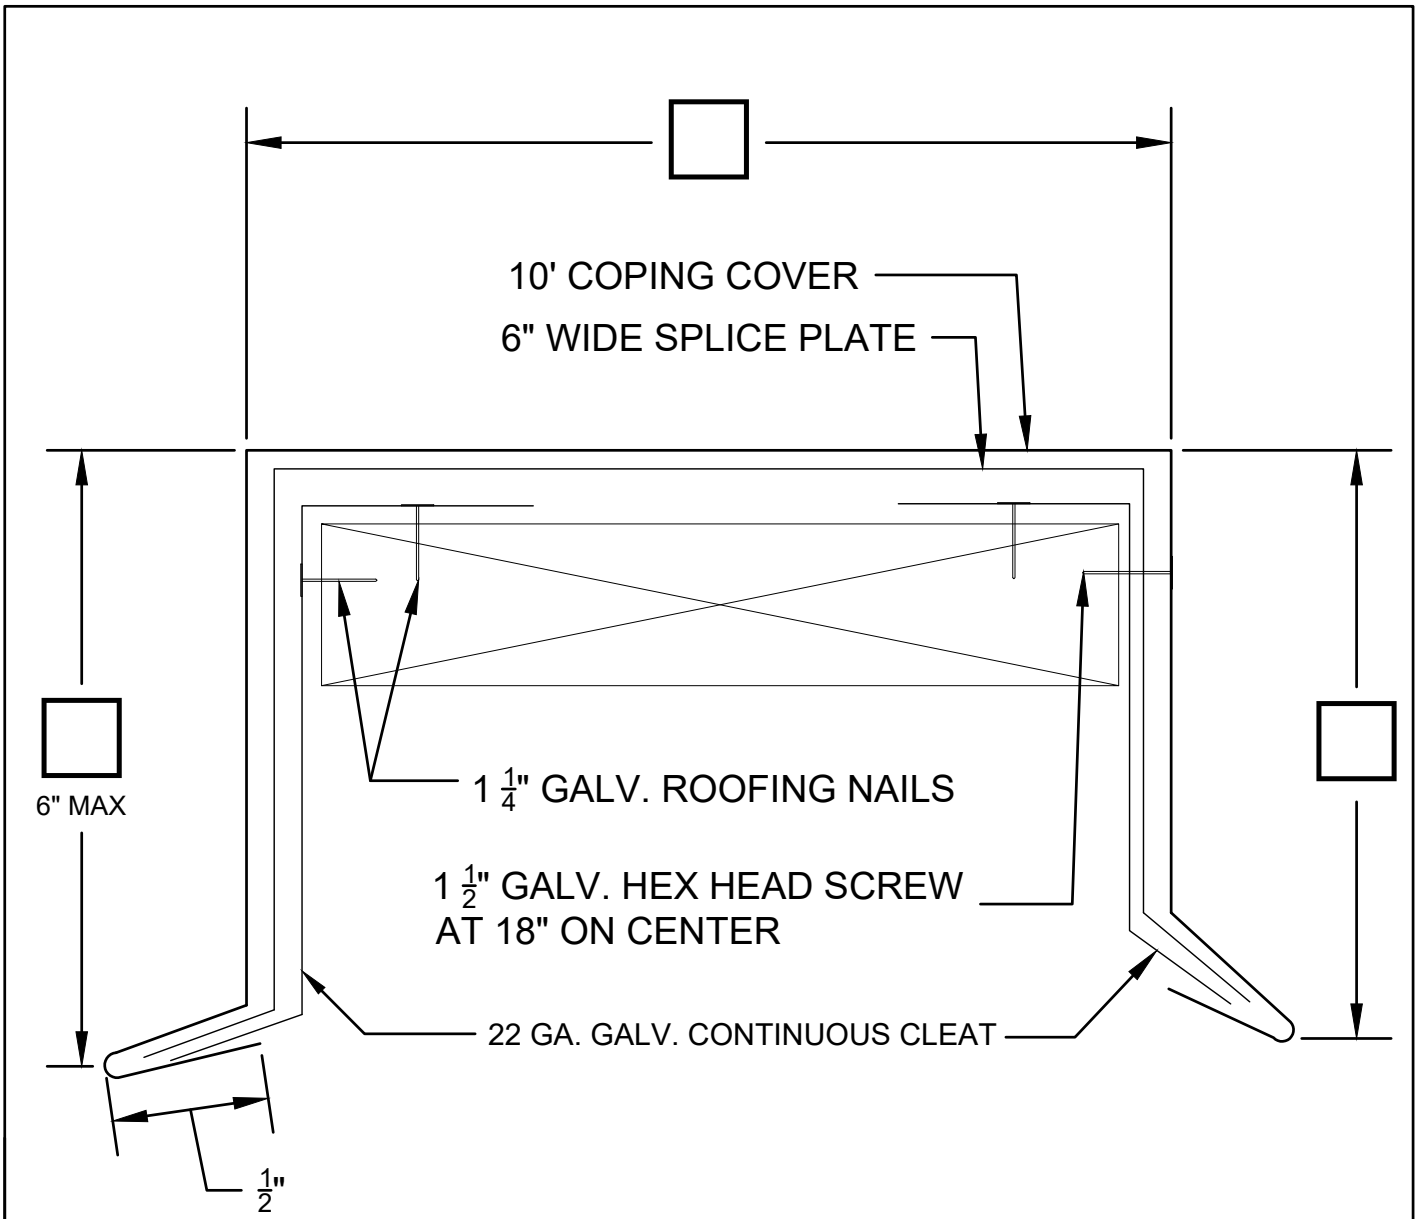 10' COPING COVER
6" WIDE SPLICE PLATE
6" MAX
1 1/4" GALV. ROOFING NAILS
1 1/2" GALV. HEX HEAD SCREW
AT 18" ON CENTER
22 GA. GALV. CONTINUOUS CLEAT
1/2"